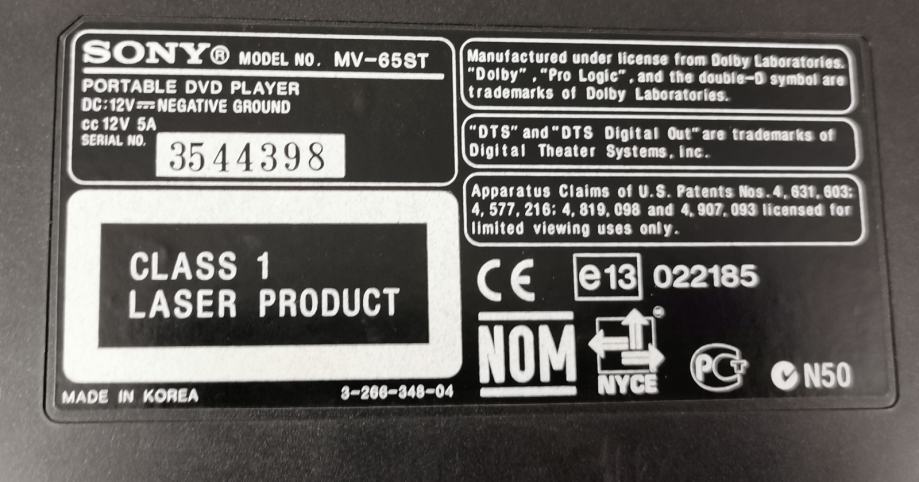 SONY® MODEL NO. MV-65ST
PORTABLE DVD PLAYER
DC:12V⎓NEGATIVE GROUND
cc 12V 5A
SERIAL NO. 3544398
CLASS 1
LASER PRODUCT
MADE IN KOREA 3-266-348-04
Manufactured under license from Dolby Laboratories.
"Dolby", "Pro Logic", and the double-D symbol are
trademarks of Dolby Laboratories.
"DTS" and "DTS Digital Out" are trademarks of
Digital Theater Systems, Inc.
Apparatus Claims of U.S. Patents Nos. 4,631,603;
4,577,216; 4,819,098 and 4,907,093 licensed for
limited viewing uses only.
CE e13 022185
NOM
NYCE
PCT
N50